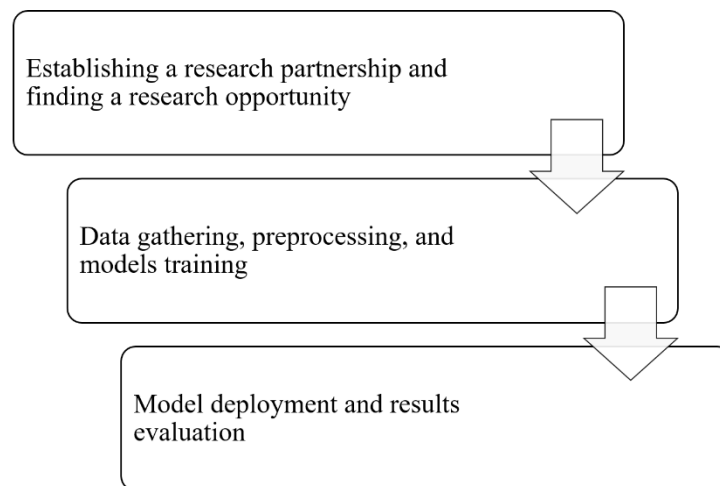 Establishing a research partnership and
finding a research opportunity
Data gathering, preprocessing, and
models training
Model deployment and results
evaluation